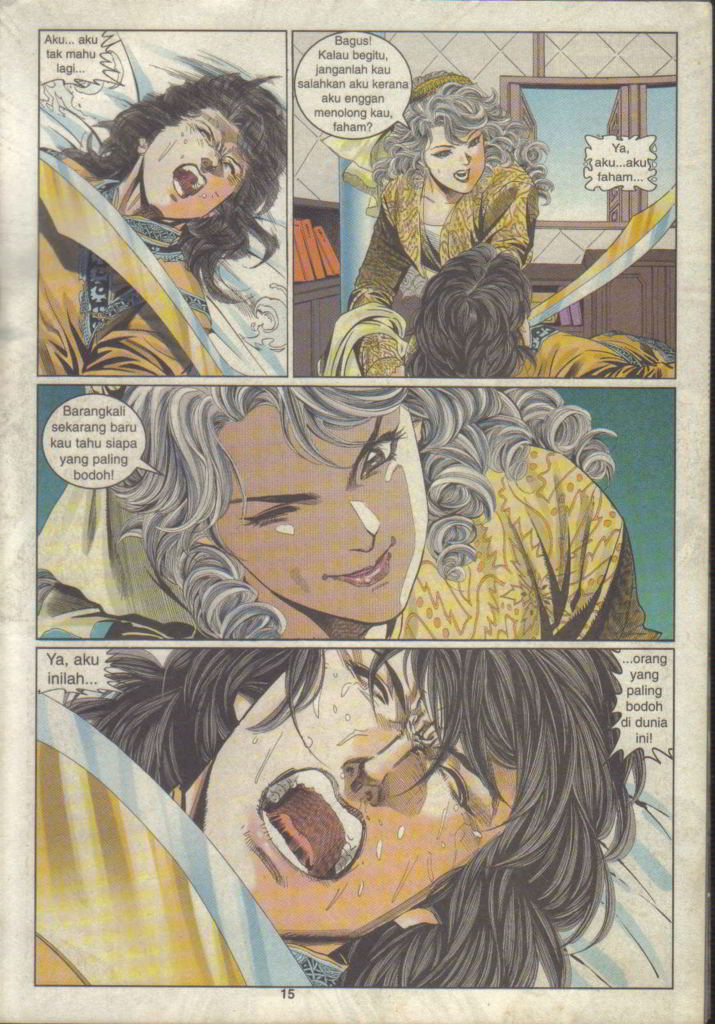 Aku... aku
tak mahu
lagi...
Bagus!
Kalau begitu,
janganlah kau
salahkan aku kerana
aku enggan
menolong kau,
faham?
Ya,
aku...aku
faham...
Barangkali
sekarang baru
kau tahu siapa
yang paling
bodoh!
Ya, aku
inilah...
...orang
yang
paling
bodoh
di dunia
ini!
15